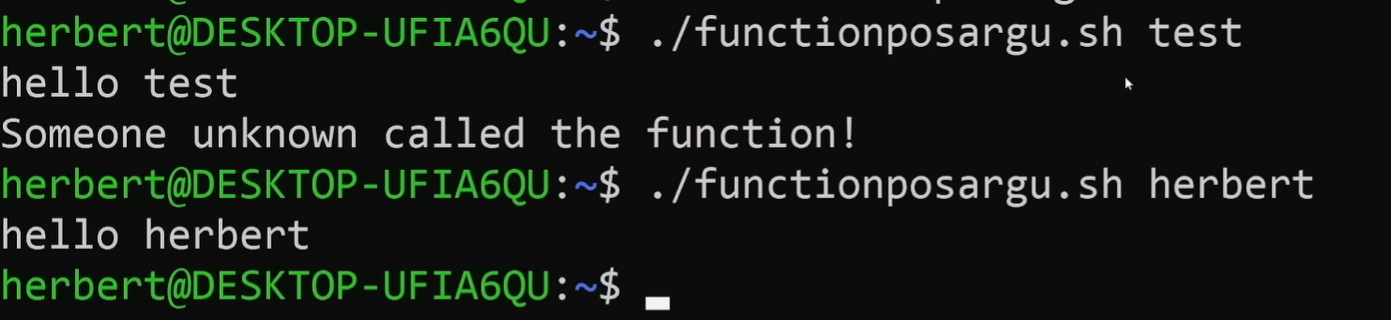 herbert@DESKTOP-UFIA6QU:~$ ./functionposargu.sh test
hello test
Someone unknown called the function!
herbert@DESKTOP-UFIA6QU:~$ ./functionposargu.sh herbert
hello herbert
herbert@DESKTOP-UFIA6QU:~$